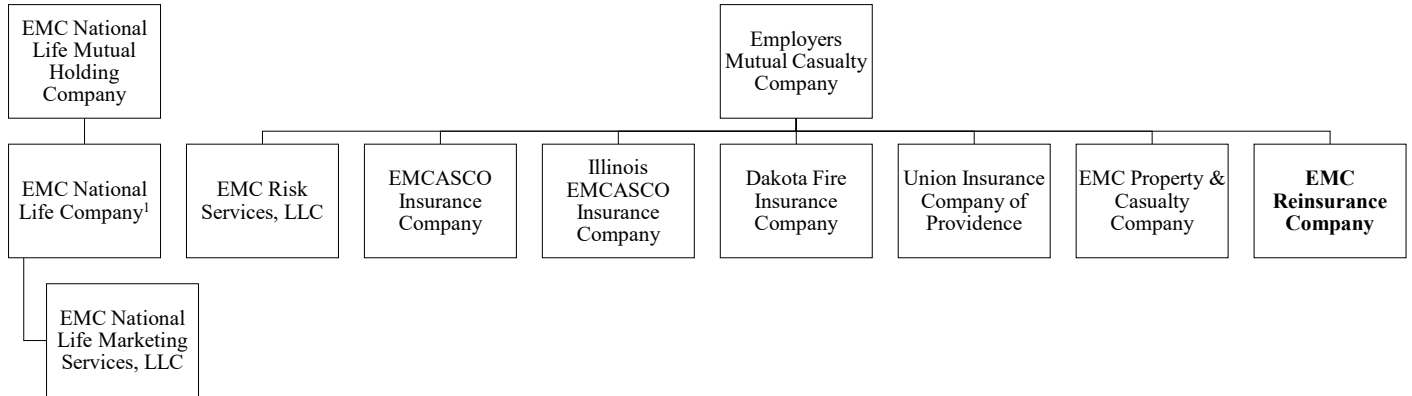 EMC National
Life Mutual
Holding
Company
Employers
Mutual Casualty
Company
EMC National
Life Company1
EMC Risk
Services, LLC
EMCASCO
Insurance
Company
Illinois
EMCASCO
Insurance
Company
Dakota Fire
Insurance
Company
Union Insurance
Company of
Providence
EMC Property &
Casualty
Company
EMC
Reinsurance
Company
EMC National
Life Marketing
Services, LLC